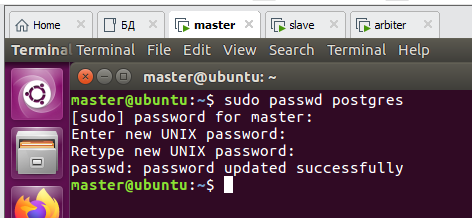 Home БД master slave arbiter
Terminal Terminal File Edit View Search Terminal Help
master@ubuntu: ~
master@ubuntu:~$ sudo passwd postgres
[sudo] password for master:
Enter new UNIX password:
Retype new UNIX password:
passwd: password updated successfully
master@ubuntu:~$